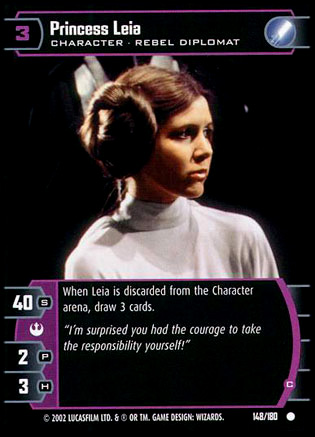 3 Princess Leia
CHARACTER · REBEL DIPLOMAT
40 S
When Leia is discarded from the Character
arena, draw 3 cards.
"I'm surprised you had the courage to take
the responsibility yourself!"
2 P
3 H
C
© 2002 LUCASFILM LTD. & ® OR TM. GAME DESIGN: WIZARDS. 148/180